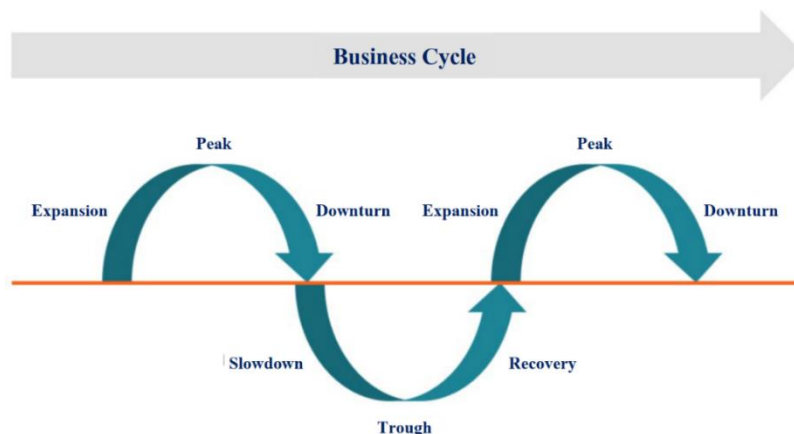 Business Cycle
Peak
Peak
Expansion
Downturn
Expansion
Downturn
Slowdown
Recovery
Trough